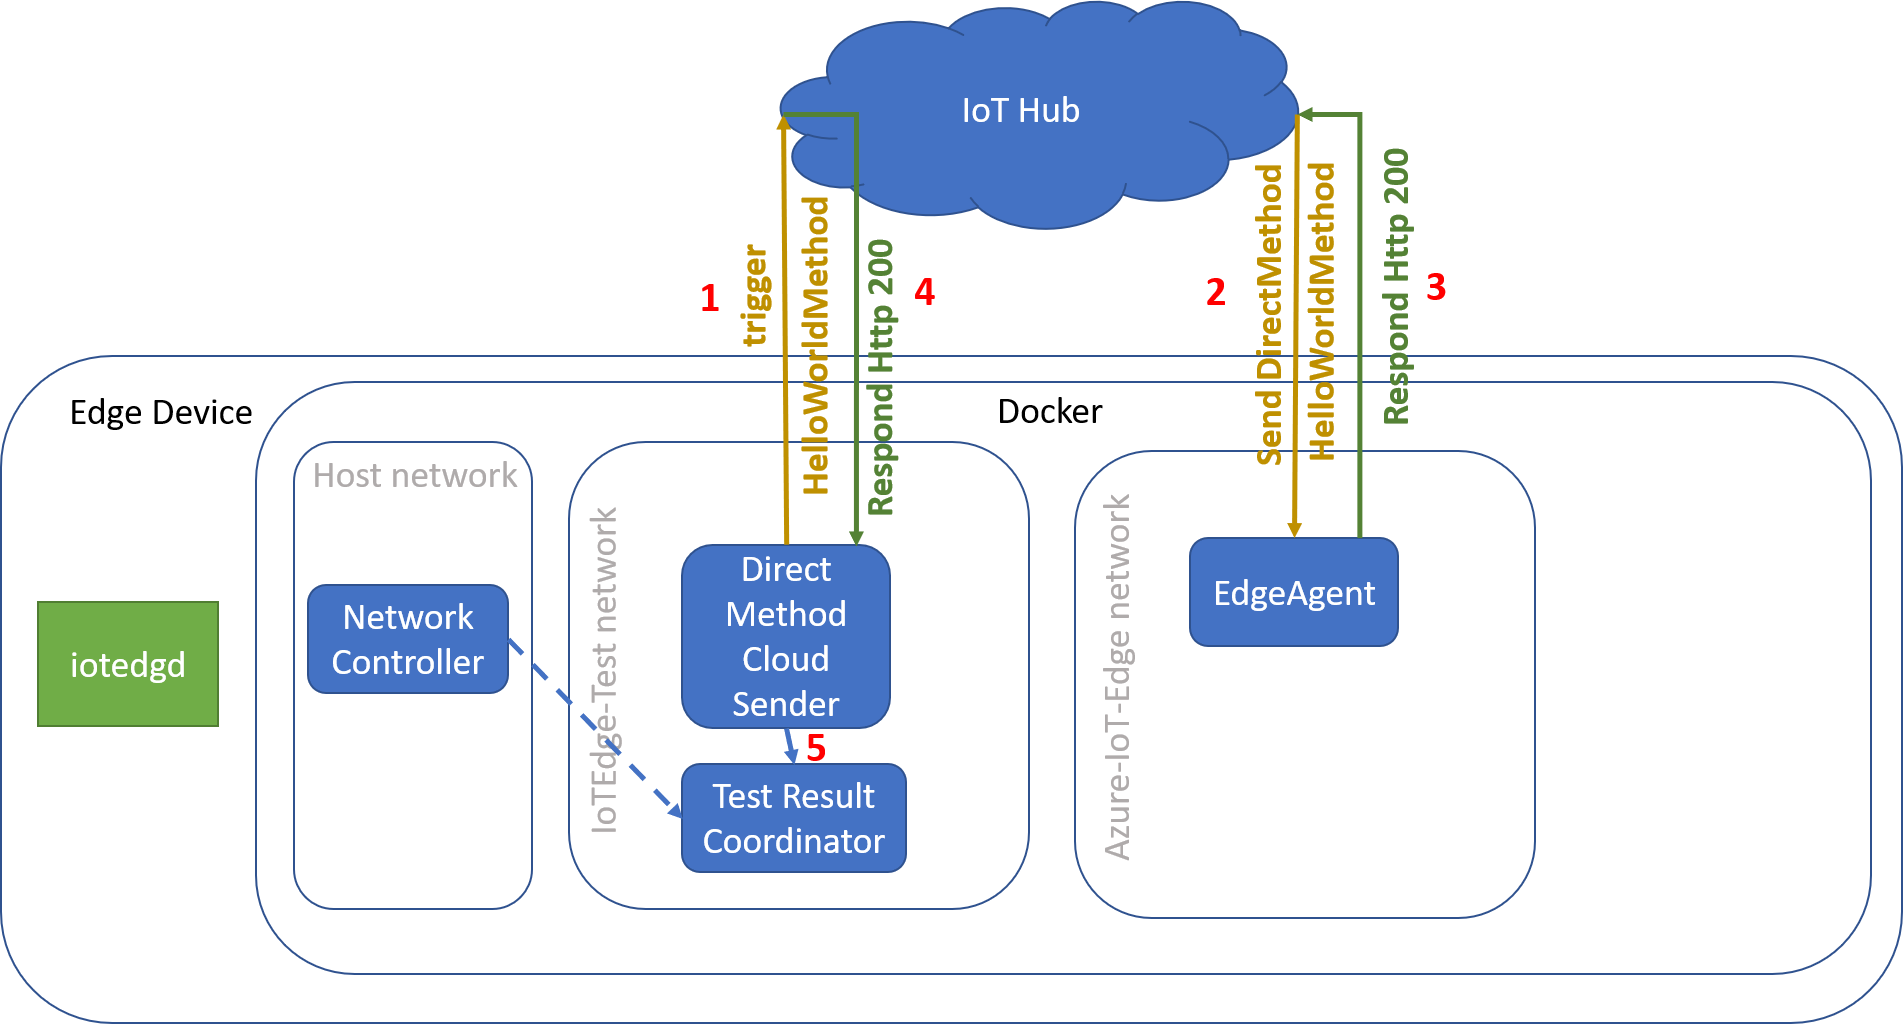 IoT Hub
1
trigger
HelloWorldMethod
Respond Http 200
4
2
Send DirectMethod
HelloWorldMethod
Respond Http 200
3
Edge Device
Docker
Host network
Network
Controller
iotedgd
IoTEdge-Test network
Direct
Method
Cloud
Sender
5
Test Result
Coordinator
Azure-IoT-Edge network
EdgeAgent